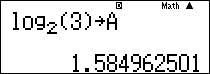 D Math ▲
log₂(3)→A
1.584962501